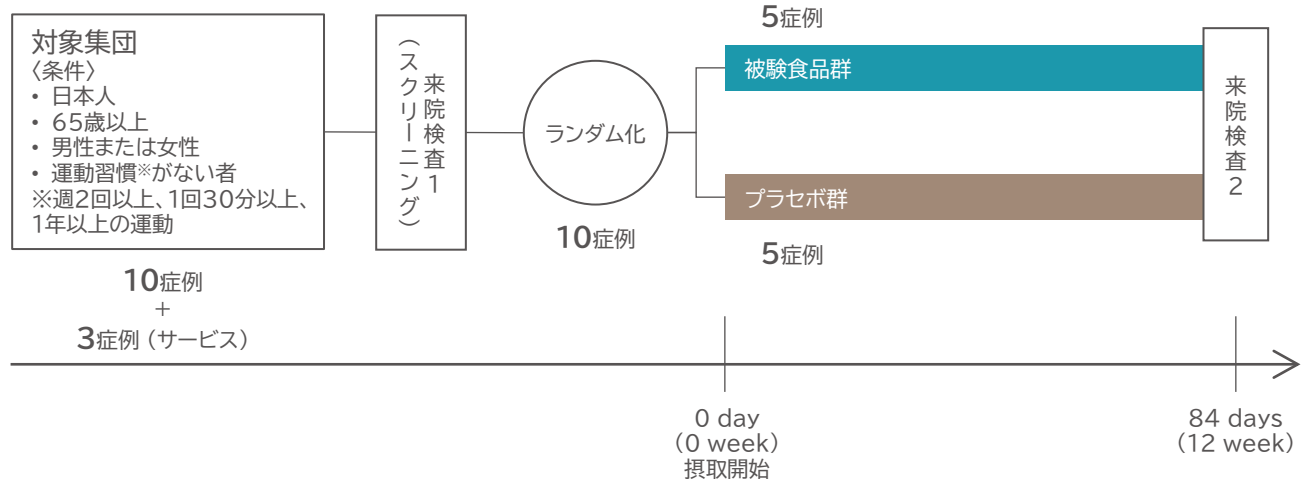 対象集団
〈条件〉
• 日本人
• 65歳以上
• 男性または女性
• 運動習慣※がない者
※週2回以上、1回30分以上、
1年以上の運動
10症例
+
3症例（サービス）
来院検査1
（スクリーニング）
ランダム化
10症例
5症例
被験食品群
プラセボ群
5症例
来院検査2
0 day
(0 week)
摂取開始
84 days
(12 week)